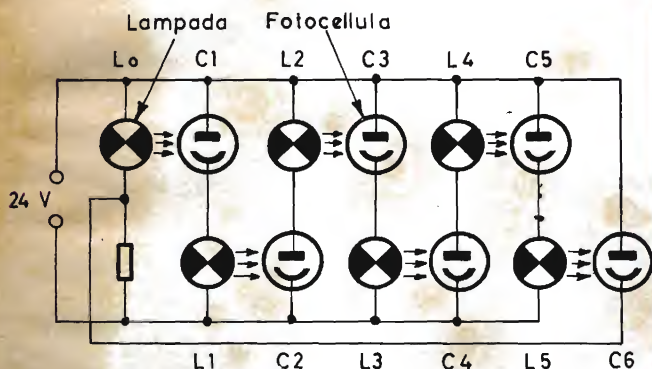 Lampada Fotocellula
Lo C1 L2 C3 L4 C5
24 V
L1 C2 L3 C4 L5 C6